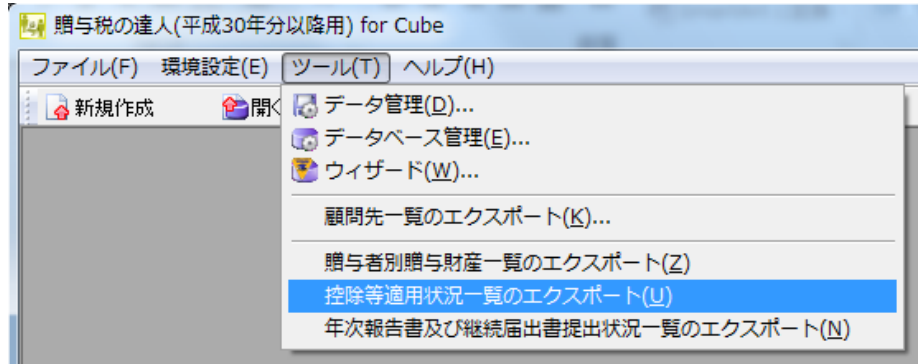 贈与税の達人(平成30年分以降用) for Cube
ファイル(F) 環境設定(E) ツール(T) ヘルプ(H)
新規作成 開く
データ管理(D)...
データベース管理(E)...
ウィザード(W)...
顧問先一覧のエクスポート(K)...
贈与者別贈与財産一覧のエクスポート(Z)
控除等適用状況一覧のエクスポート(U)
年次報告書及び継続届出書提出状況一覧のエクスポート(N)